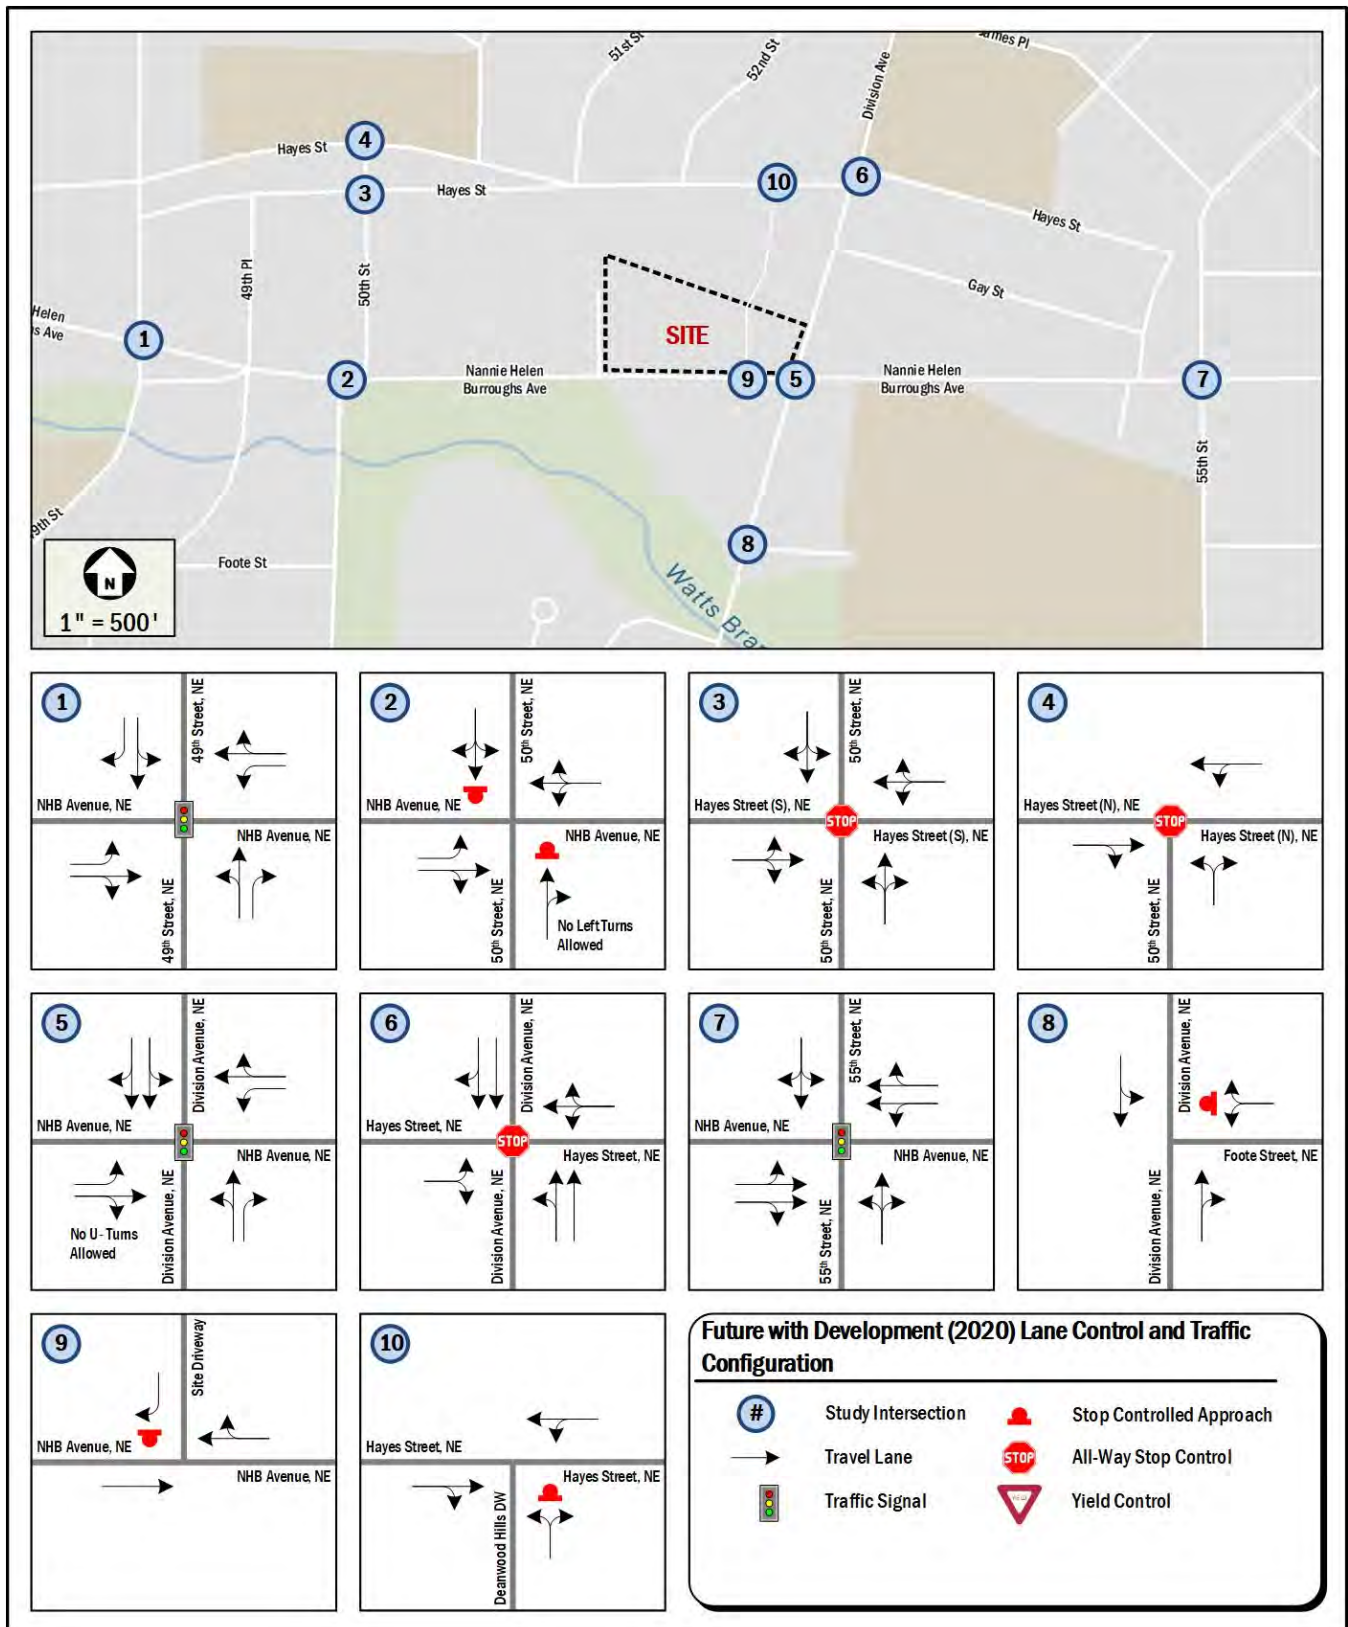 51st St
52nd St
Division Ave
James Pl
4
Hayes St
3
Hayes St
10
6
Hayes St
49th Pl
50th St
Gay St
Helen
s Ave
1
SITE
2
Nannie Helen
Burroughs Ave
9
5
Nannie Helen
Burroughs Ave
7
55th St
9th St
8
Foote St
Watts Bra
N
1" = 500'
1
49th Street, NE
NHB Avenue, NE
NHB Avenue, NE
49th Street, NE
2
50th Street, NE
NHB Avenue, NE
NHB Avenue, NE
50th Street, NE
No Left Turns
Allowed
3
50th Street, NE
Hayes Street (S), NE
STOP
Hayes Street (S), NE
50th Street, NE
4
Hayes Street (N), NE
STOP
Hayes Street (N), NE
50th Street, NE
5
Division Avenue, NE
NHB Avenue, NE
NHB Avenue, NE
No U- Turns
Allowed
Division Avenue, NE
6
Division Avenue, NE
Hayes Street, NE
STOP
Hayes Street, NE
Division Avenue, NE
7
55th Street, NE
NHB Avenue, NE
NHB Avenue, NE
55th Street, NE
8
Division Avenue, NE
Foote Street, NE
Division Avenue, NE
9
Site Driveway
NHB Avenue, NE
NHB Avenue, NE
10
Hayes Street, NE
Hayes Street, NE
Deanwood Hills DW
Future with Development (2020) Lane Control and Traffic
Configuration
#
Study Intersection
Stop Controlled Approach
Travel Lane
STOP
All-Way Stop Control
Traffic Signal
Yield Control